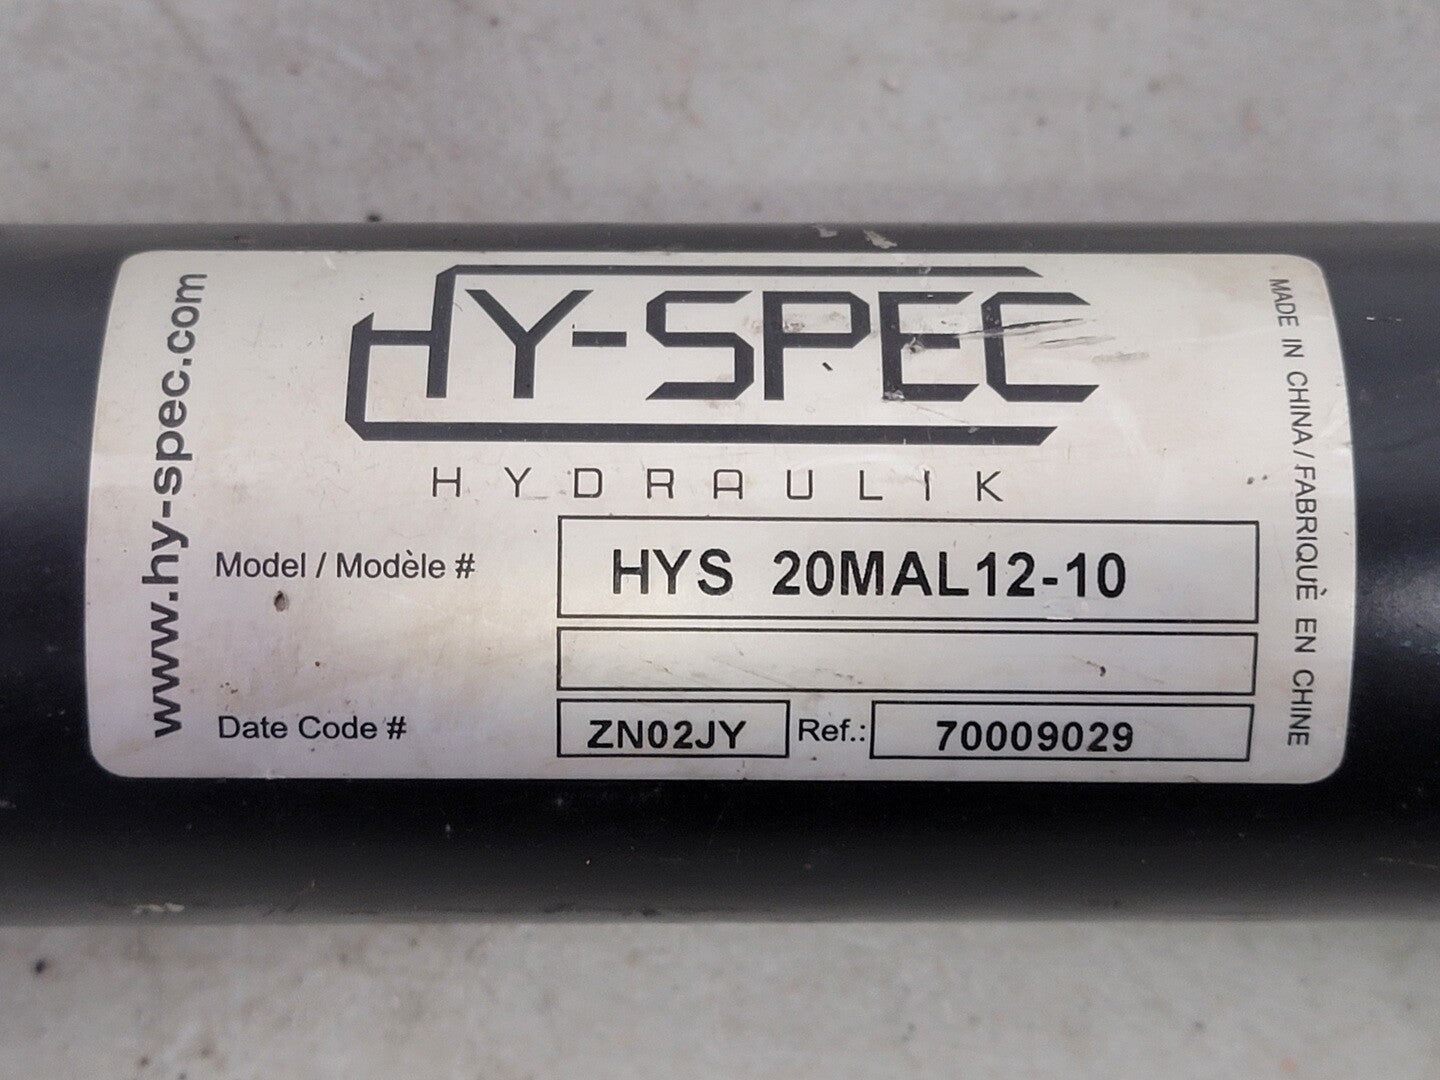 HY-SPEC
HYDRAULIK
www.hy-spec.com
Model / Modèle # HYS 20MAL12-10
Date Code # ZN02JY Ref.: 70009029
MADE IN CHINA / FABRIQUÈ EN CHINE